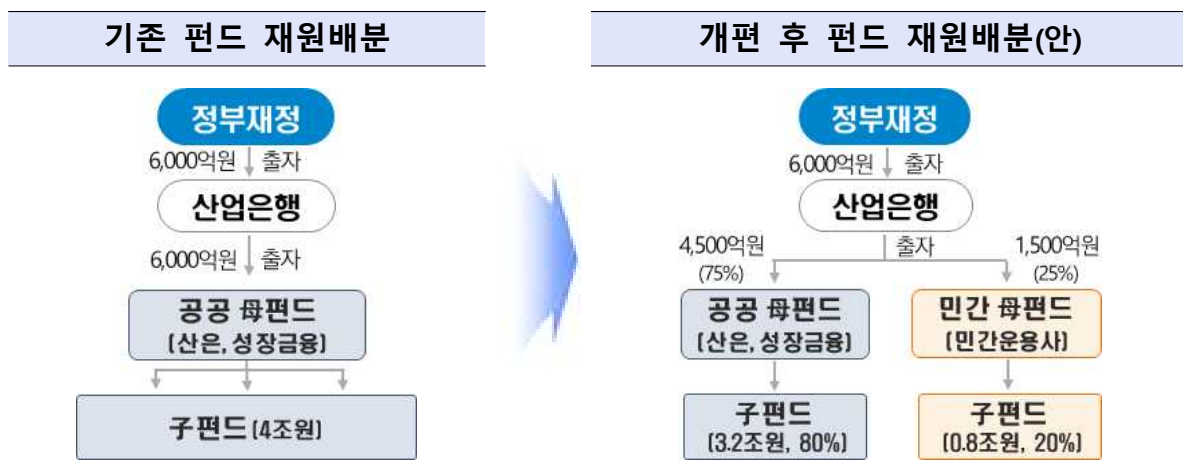 기존 펀드 재원배분
정부재정
6,000억원 출자
산업은행
6,000억원 출자
공공 母펀드
(산은, 성장금융)
子펀드 (4조원)
개편 후 펀드 재원배분(안)
정부재정
6,000억원 출자
산업은행
4,500억원
(75%)
출자
1,500억원
(25%)
공공 母펀드
(산은, 성장금융)
민간 母펀드
(민간운용사)
子펀드
(3.2조원, 80%)
子펀드
(0.8조원, 20%)